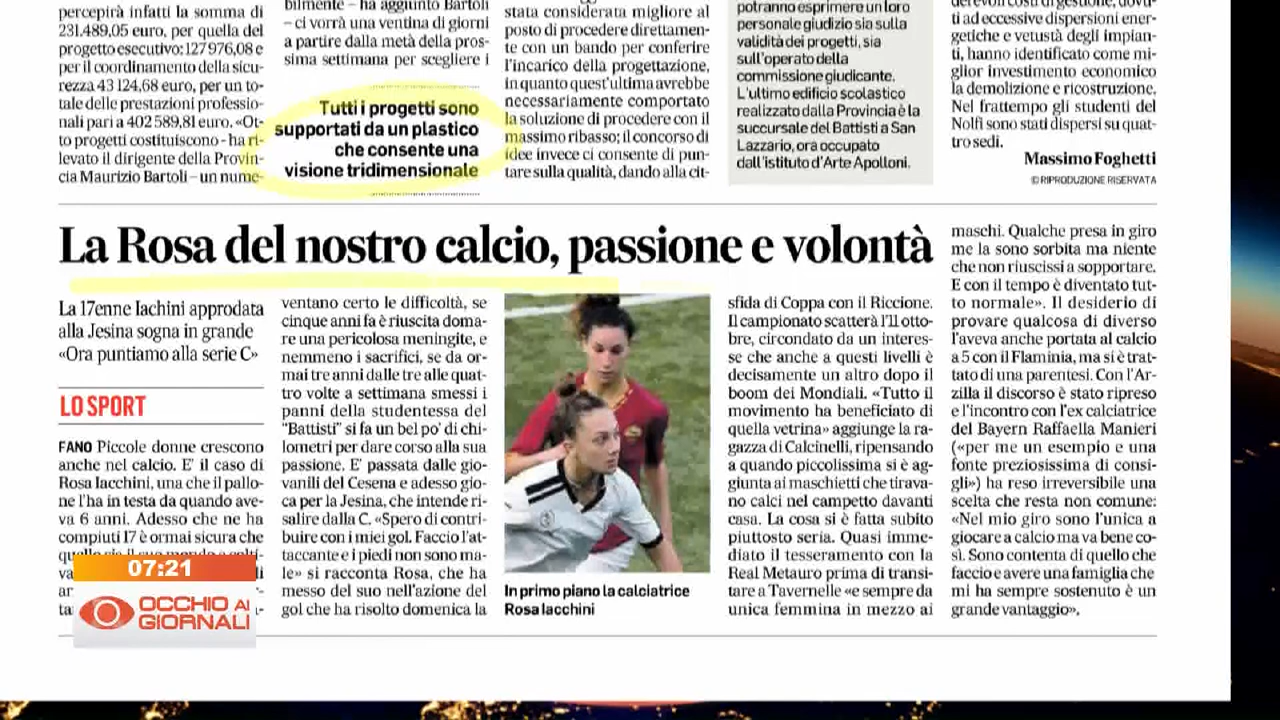 percepirà infatti la somma di
231.489,05 euro, per quella del
progetto esecutivo: 127 976,08 e
per il coordinamento della sicu-
rezza 43 124,68 euro, per un to-
tale delle prestazioni professio-
nali pari a 402 589,81 euro. «Ot-
to progetti costituiscono - ha ri-
levato il dirigente della Provin-
cia Maurizio Bartoli – un nume-
bilmente – ha aggiunto Bartoli
– ci vorrà una ventina di giorni
a partire dalla metà della pros-
sima settimana per scegliere i
Tutti i progetti sono
supportati da un plastico
che consente una
visione tridimensionale
stata considerata migliore al
posto di procedere direttamen-
te con un bando per conferire
l'incarico della progettazione,
in quanto quest'ultima avrebbe
necessariamente comportato
la soluzione di procedere con il
massimo ribasso; il concorso di
idee invece ci consente di pun-
tare sulla qualità, dando alla cit-
potranno esprimere un loro
personale giudizio sia sulla
validità dei progetti, sia
sull'operato della
commissione giudicante.
L'ultimo edificio scolastico
realizzato dalla Provincia è la
succursale del Battisti a San
Lazzario, ora occupato
dall'istituto d'Arte Apolloni.
ti ad eccessive dispersioni ener-
getiche e vetustà degli impian-
ti, hanno identificato come mi-
glior investimento economico
la demolizione e ricostruzione.
Nel frattempo gli studenti del
Nolfi sono stati dispersi su quat-
tro sedi.
Massimo Foghetti
© RIPRODUZIONE RISERVATA
La Rosa del nostro calcio, passione e volontà
La 17enne Iachini approdata
alla Jesina sogna in grande
«Ora puntiamo alla serie C»
LO SPORT
FANO Piccole donne crescono
anche nel calcio. E' il caso di
Rosa Iacchini, una che il pallo-
ne l'ha in testa da quando ave-
va 6 anni. Adesso che ne ha
compiuti 17 è ormai sicura che
ventano certo le difficoltà, se
cinque anni fa è riuscita doma-
re una pericolosa meningite, e
nemmeno i sacrifici, se da or-
mai tre anni dalle tre alle quat-
tro volte a settimana smessi i
panni della studentessa del
"Battisti" si fa un bel po' di chi-
lometri per dare corso alla sua
passione. E' passata dalle gio-
vanili del Cesena e adesso gio-
ca per la Jesina, che intende ri-
salire dalla C. «Spero di contri-
buire con i miei gol. Faccio l'at-
taccante e i piedi non sono ma-
le» si racconta Rosa, che ha
messo del suo nell'azione del
gol che ha risolto domenica la
In primo piano la calciatrice
Rosa Iacchini
sfida di Coppa con il Riccione.
Il campionato scatterà l'11 otto-
bre, circondato da un interes-
se che anche a questi livelli è
decisamente un altro dopo il
boom dei Mondiali. «Tutto il
movimento ha beneficiato di
quella vetrina» aggiunge la ra-
gazza di Calcinelli, ripensando
a quando piccolissima si è ag-
giunta ai maschietti che tirava-
no calci nel campetto davanti
casa. La cosa si è fatta subito
piuttosto seria. Quasi imme-
diato il tesseramento con la
Real Metauro prima di transi-
tare a Tavernelle «e sempre da
unica femmina in mezzo ai
maschi. Qualche presa in giro
me la sono sorbita ma niente
che non riuscissi a sopportare.
E con il tempo è diventato tut-
to normale». Il desiderio di
provare qualcosa di diverso
l'aveva anche portata al calcio
a 5 con il Flaminia, ma si è trat-
tato di una parentesi. Con l'Ar-
zilla il discorso è stato ripreso
e l'incontro con l'ex calciatrice
del Bayern Raffaella Manieri
(«per me un esempio e una
fonte preziosissima di consi-
gli») ha reso irreversibile una
scelta che resta non comune:
«Nel mio giro sono l'unica a
giocare a calcio ma va bene co-
sì. Sono contenta di quello che
faccio e avere una famiglia che
mi ha sempre sostenuto è un
grande vantaggio».
07:21
OCCHIO AI
GIORNALI